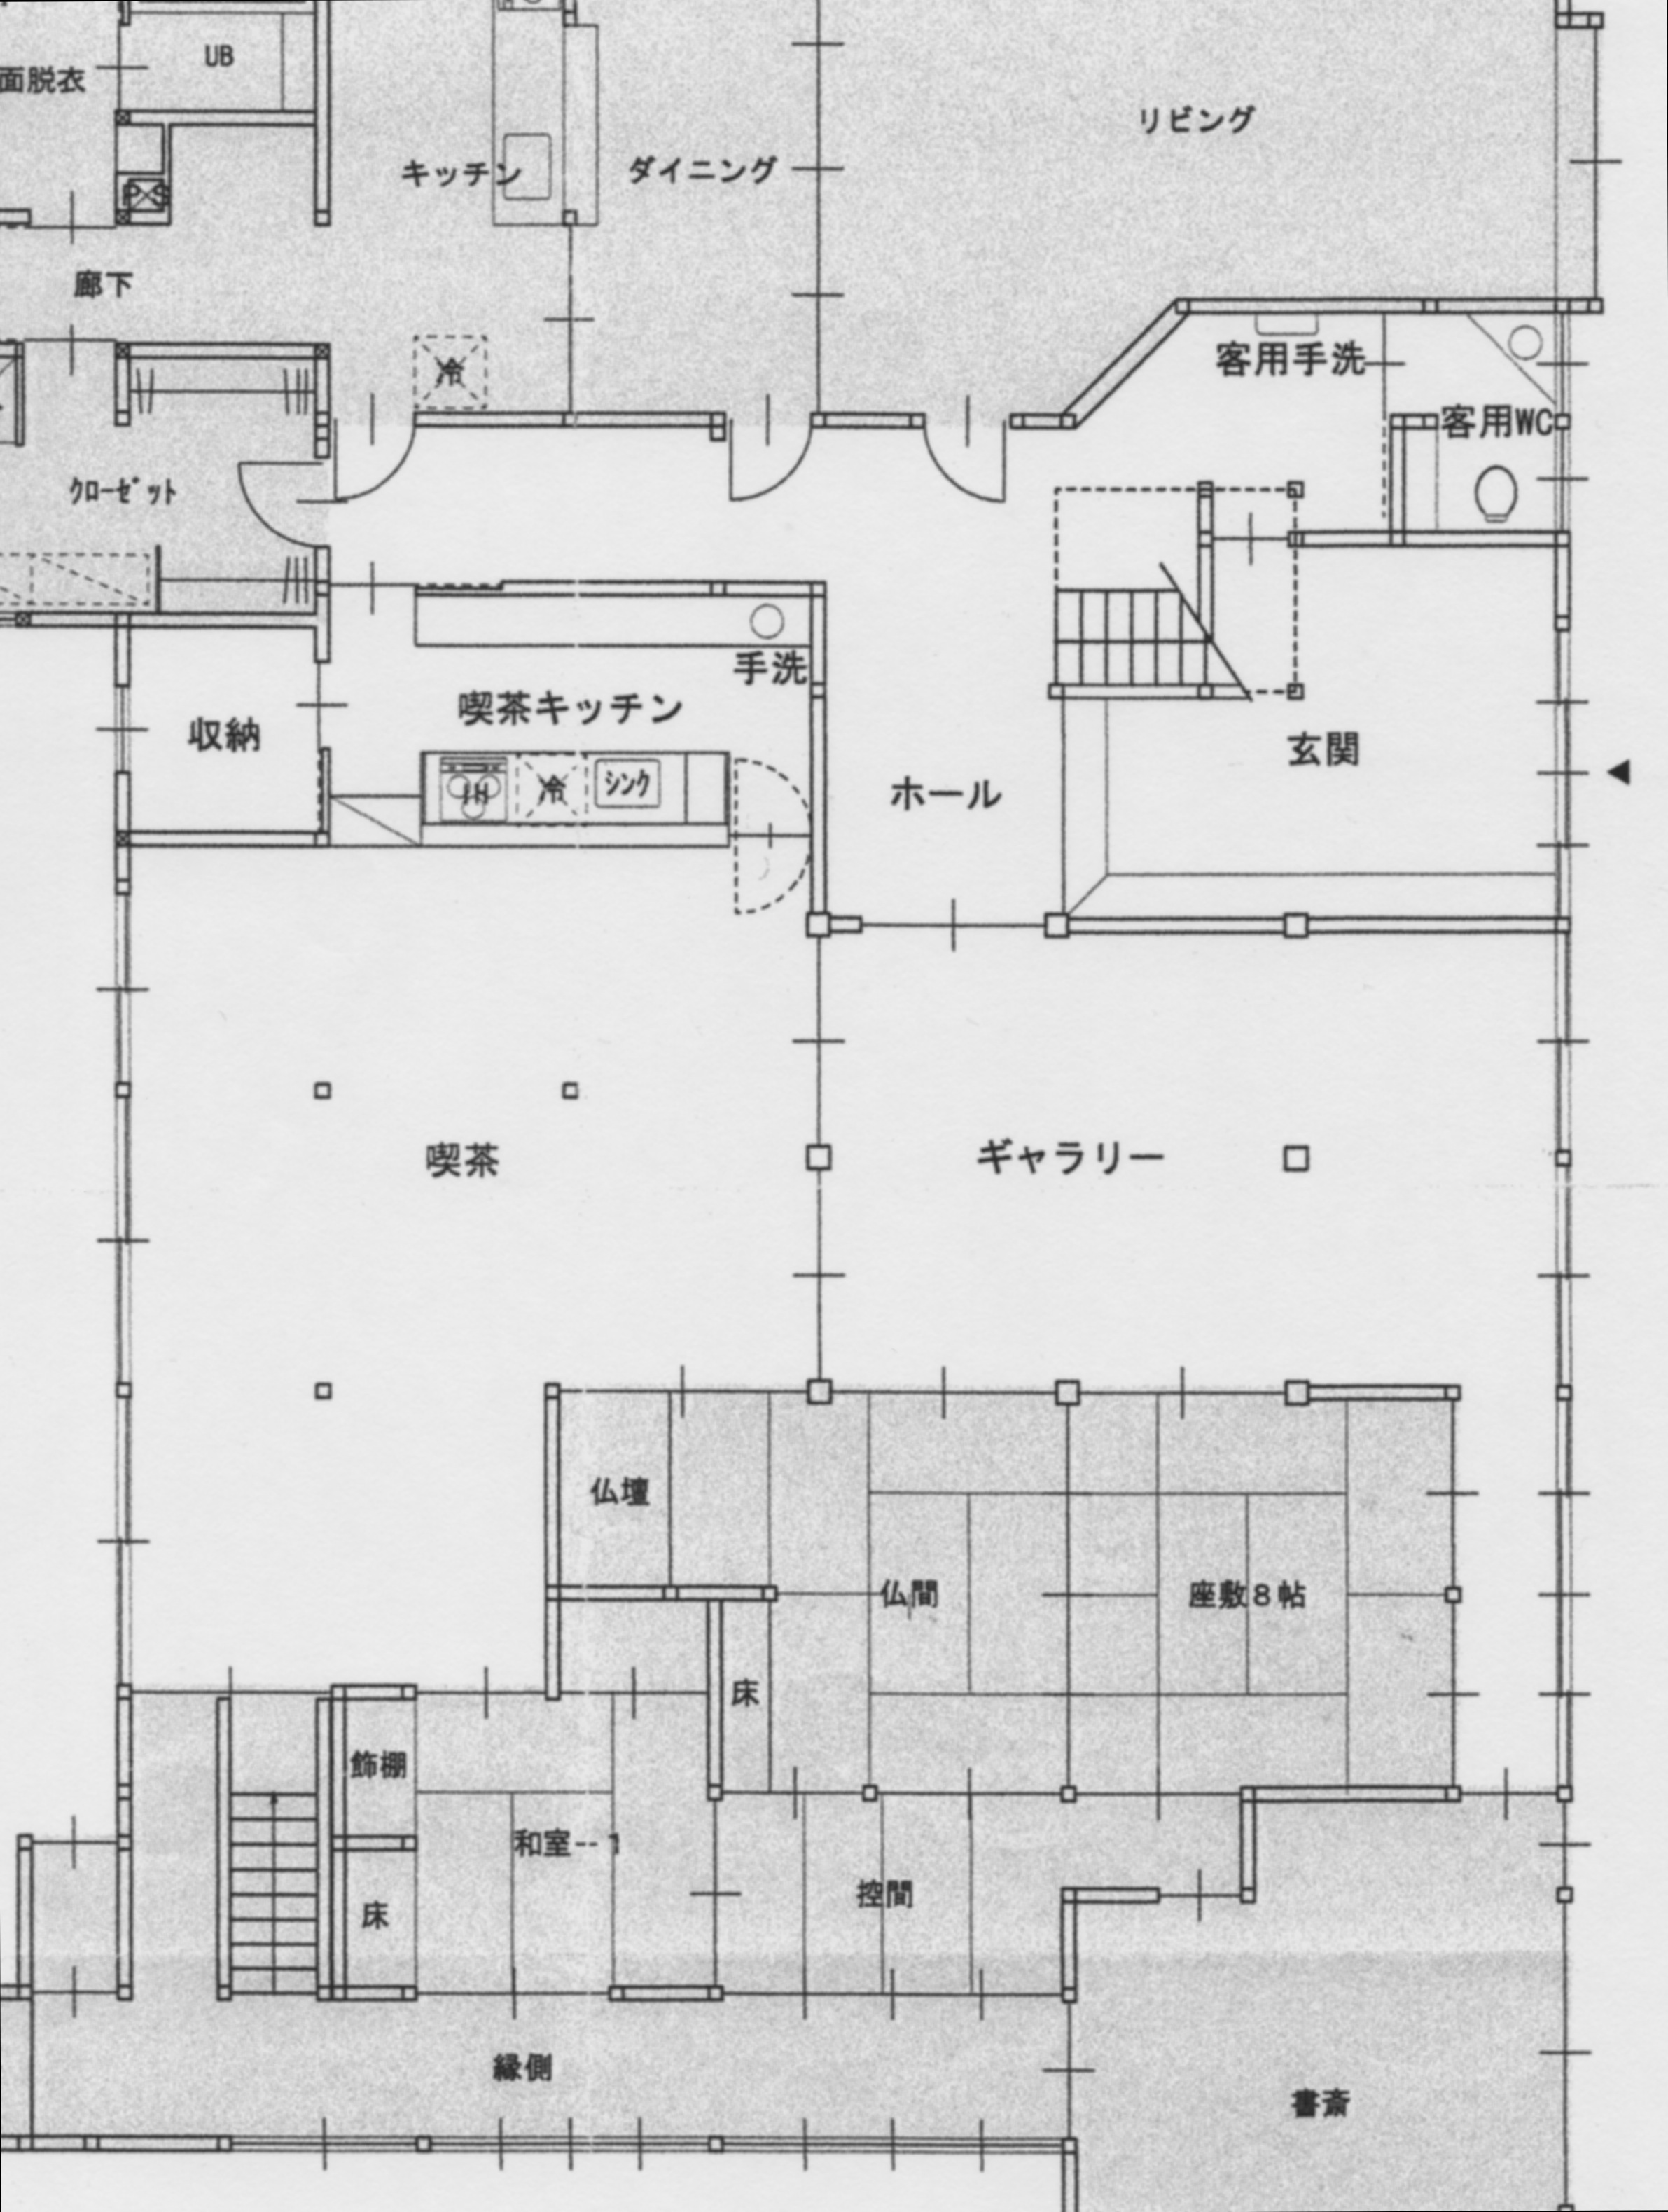 UB
面脱衣
リビング
キッチン
ダイニング
PS
廊下
冷
客用手洗
客用WC
クローゼット
手洗
喫茶キッチン
収納
玄関
IH
冷
シンク
ホール
喫茶
ギャラリー
仏壇
仏間
座敷8帖
床
飾棚
和室--1
控間
床
縁側
書斎